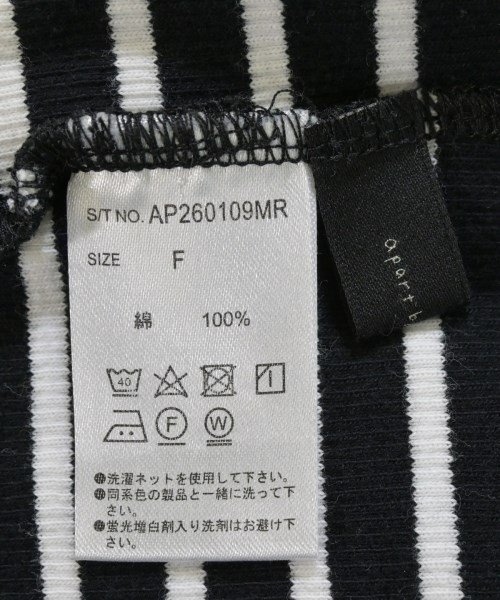 S/T NO. AP260109MR
SIZE F
綿 100%
40
F W
●洗濯ネットを使用して下さい。
●同系色の製品と一緒に洗って下
さい。
●蛍光増白剤入り洗剤はお避け下
さい。
apart b